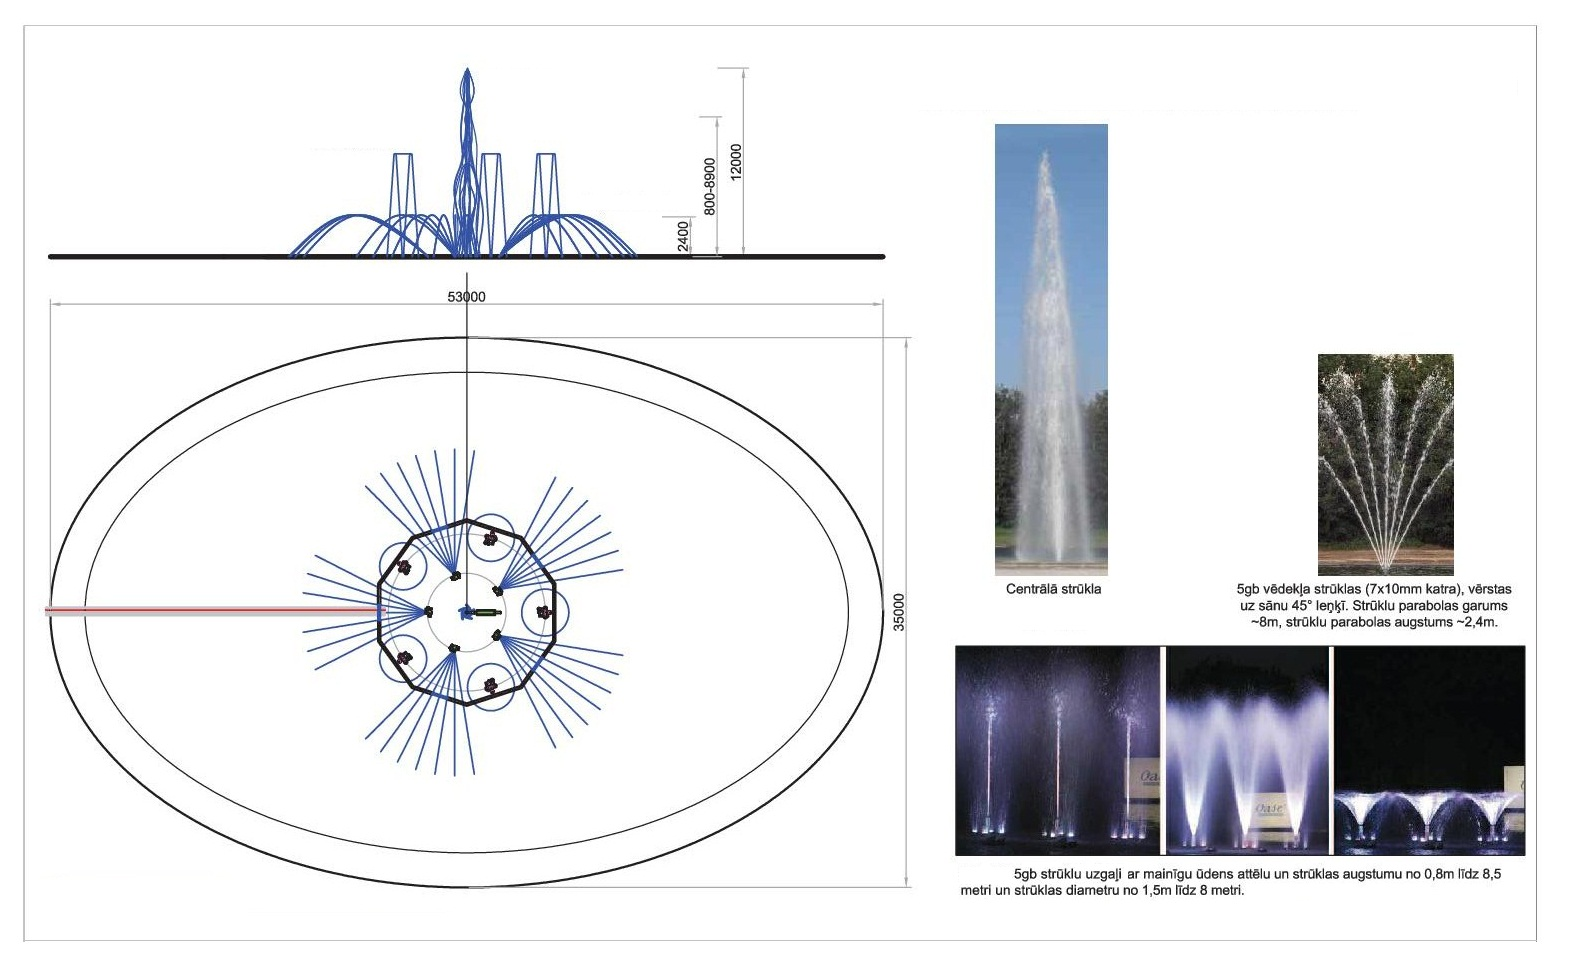 12000
800-8900
2400
53000
35000
Centrālā strūkla
5gb vēdekļa strūklas (7x10mm katra), vērstas
uz sānu 45° leņķī. Strūklu parabolas garums
~8m, strūklu parabolas augstums ~2,4m.
Oase
Oase
5gb strūklu uzgaļi ar mainīgu ūdens attēlu un strūklas augstumu no 0,8m līdz 8,5
metri un strūklas diametru no 1,5m līdz 8 metri.